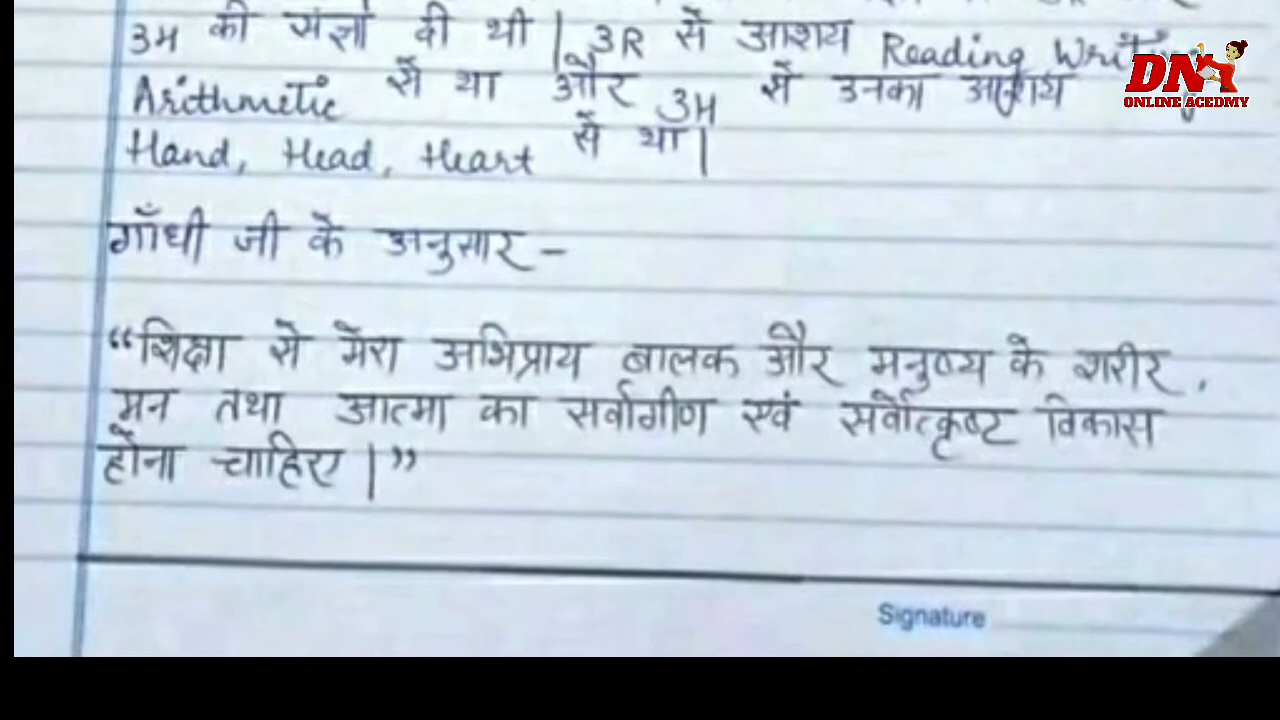 3H की संज्ञा दी थी | 3R से आशय Reading Writing
Arithmetic से था और 3H से उनका आशय
Hand, Head, Heart से था |
गाँधी जी के अनुसार -
“शिक्षा से मेरा अभिप्राय बालक और मनुष्य के शरीर,
मन तथा आत्मा का सर्वागीण एवं सर्वोत्कृष्ट विकास
होना चाहिए |”
Signature
DN
ONLINE ACEDMY